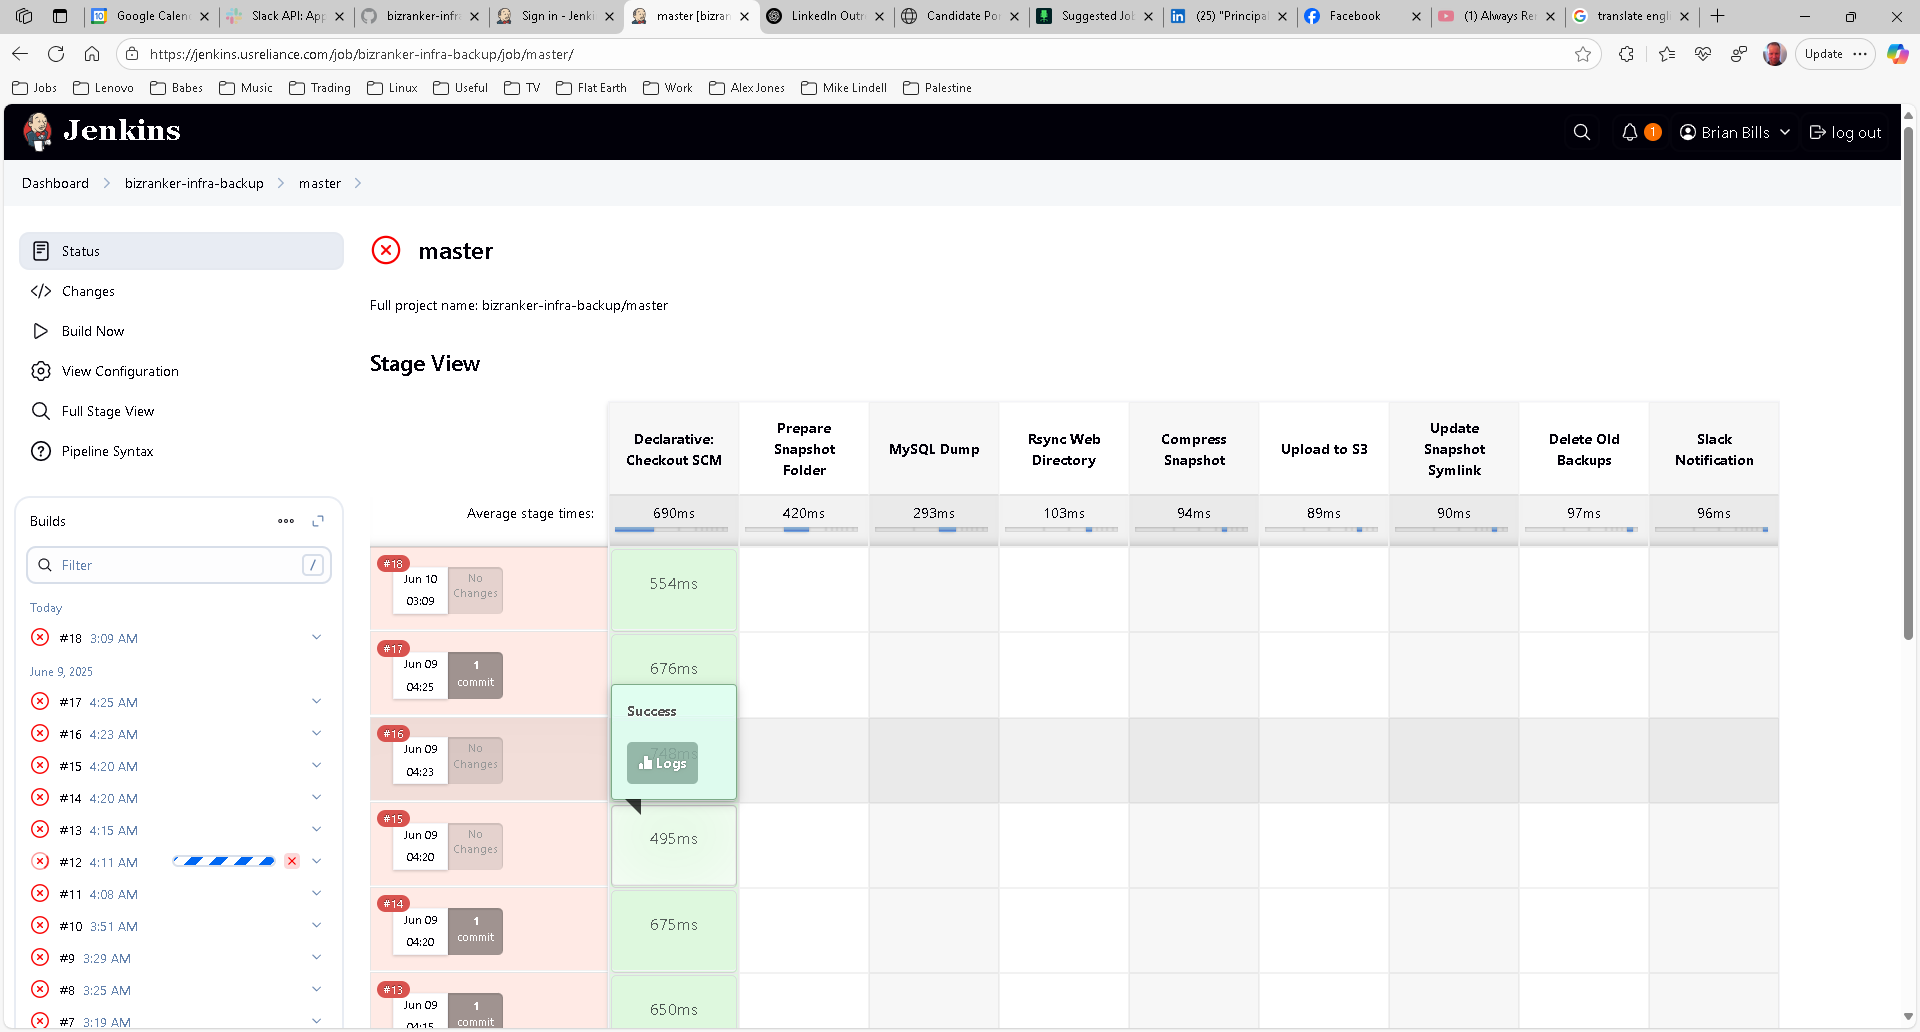 Google Calen
Slack API: App
bizranker-infra
Sign in - Jenki
master [bizran
LinkedIn Outr
Candidate Por
Suggested Job
(25) "Principal
Facebook
(1) Always Re
translate engl
https://jenkins.usreliance.com/job/bizranker-infra-backup/job/master/
Update
Jobs
Lenovo
Babes
Music
Trading
Linux
Useful
TV
Flat Earth
Work
Alex Jones
Mike Lindell
Palestine
Jenkins
1
Brian Bills
log out
Dashboard
bizranker-infra-backup
master
Status
Changes
Build Now
View Configuration
Full Stage View
Pipeline Syntax
Builds
Filter
/
Today
#18 3:09 AM
June 9, 2025
#17 4:25 AM
#16 4:23 AM
#15 4:20 AM
#14 4:20 AM
#13 4:15 AM
#12 4:11 AM
#11 4:08 AM
#10 3:51 AM
#9 3:29 AM
#8 3:25 AM
#7 3:19 AM
master
Full project name: bizranker-infra-backup/master
Stage View
Declarative:
Checkout SCM
Prepare
Snapshot
Folder
MySQL Dump
Rsync Web
Directory
Compress
Snapshot
Upload to S3
Update
Snapshot
Symlink
Delete Old
Backups
Slack
Notification
Average stage times:
690ms
420ms
293ms
103ms
94ms
89ms
90ms
97ms
96ms
#18
Jun 10
03:09
No
Changes
554ms
#17
Jun 09
04:25
1
commit
676ms
#16
Jun 09
04:23
No
Changes
Success
748ms
Logs
#15
Jun 09
04:20
No
Changes
495ms
#14
Jun 09
04:20
1
commit
675ms
#13
Jun 09
04:15
1
commit
650ms